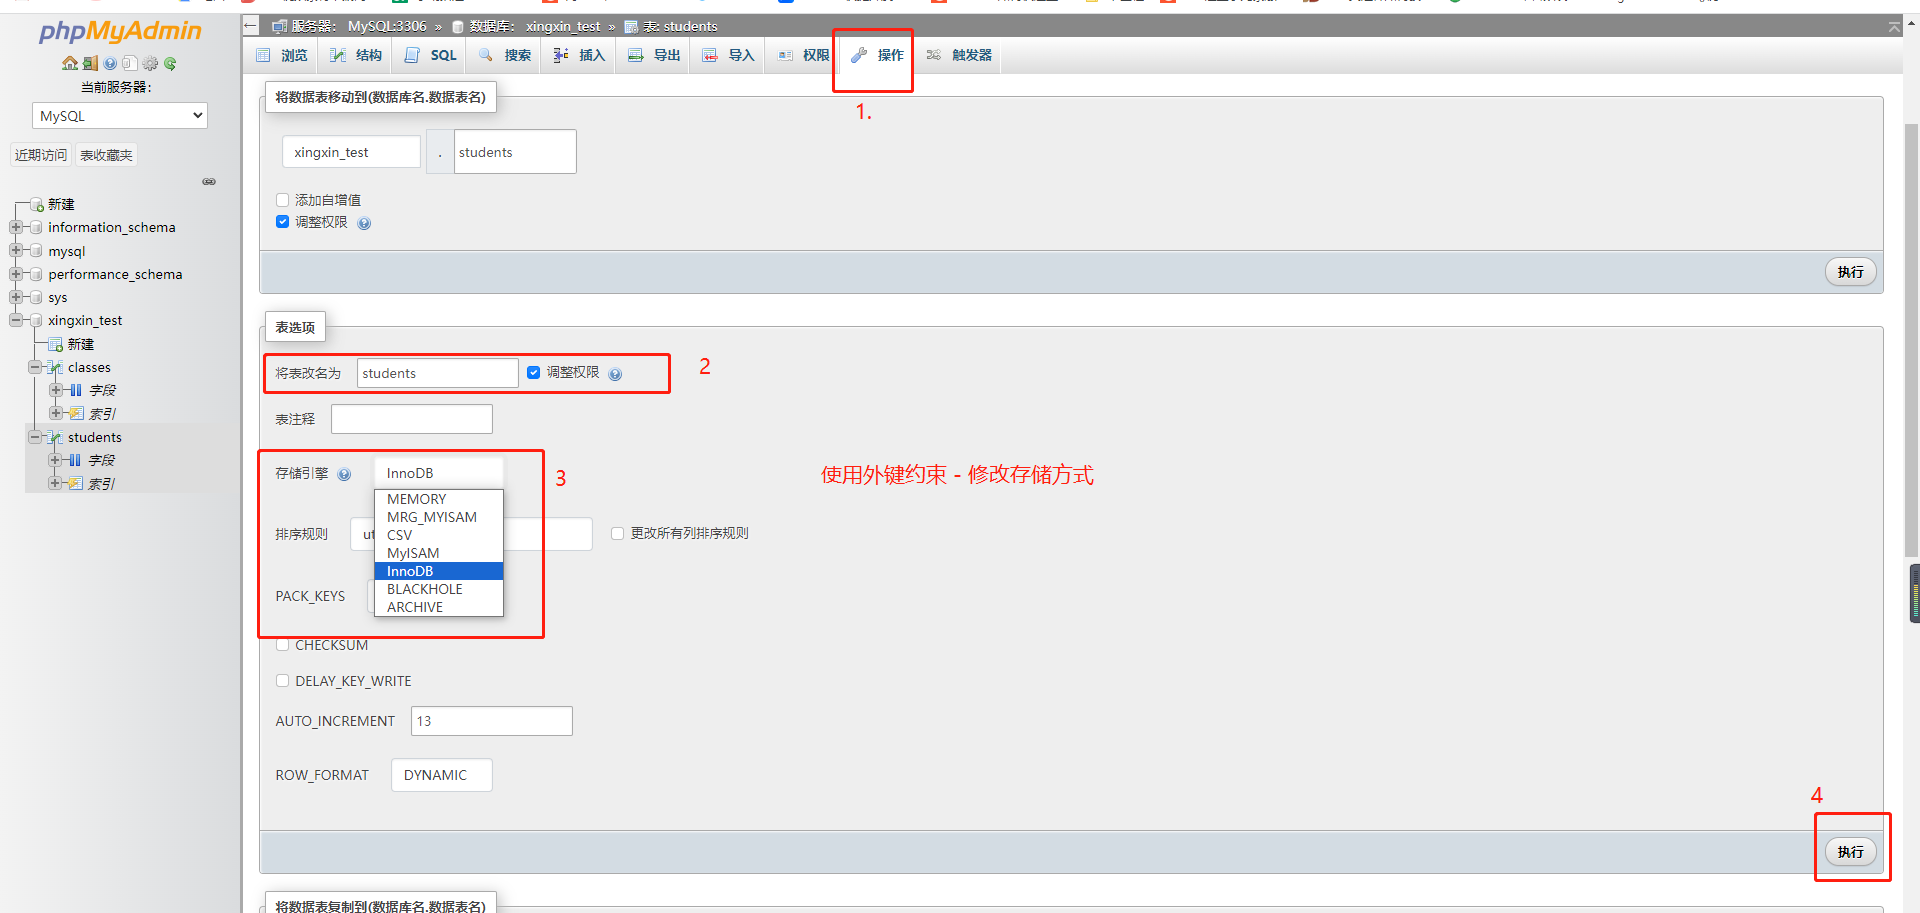 phpMyAdmin
当前服务器：
MySQL
近期访问 表收藏夹
新建
information_schema
mysql
performance_schema
sys
xingxin_test
新建
classes
字段
索引
students
字段
索引
服务器： MySQL:3306 » 数据库： xingxin_test » 表: students
浏览 结构 SQL 搜索 插入 导出 导入 权限 操作 触发器
1.
将数据表移动到(数据库名.数据表名)
xingxin_test . students
添加自增值
调整权限
执行
表选项
将表改名为 students 调整权限
2
表注释
存储引擎 InnoDB
3
使用外键约束 - 修改存储方式
MEMORY
MRG_MYISAM
CSV
MyISAM
InnoDB
BLACKHOLE
ARCHIVE
排序规则 ut 更改所有列排序规则
PACK_KEYS
CHECKSUM
DELAY_KEY_WRITE
AUTO_INCREMENT 13
ROW_FORMAT DYNAMIC
4
执行
将数据表复制到(数据库名.数据表名)